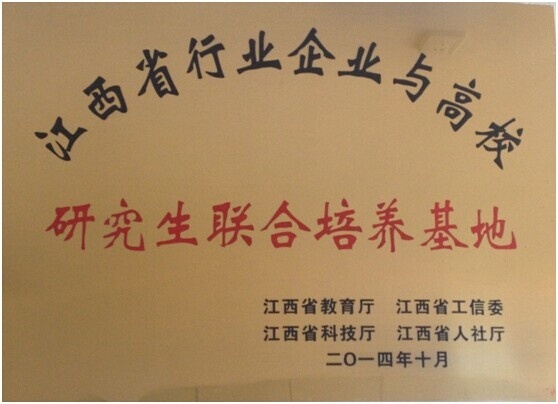 江西省行业企业与高校
研究生联合培养基地
江西省教育厅 江西省工信委
江西省科技厅 江西省人社厅
二〇一四年十月